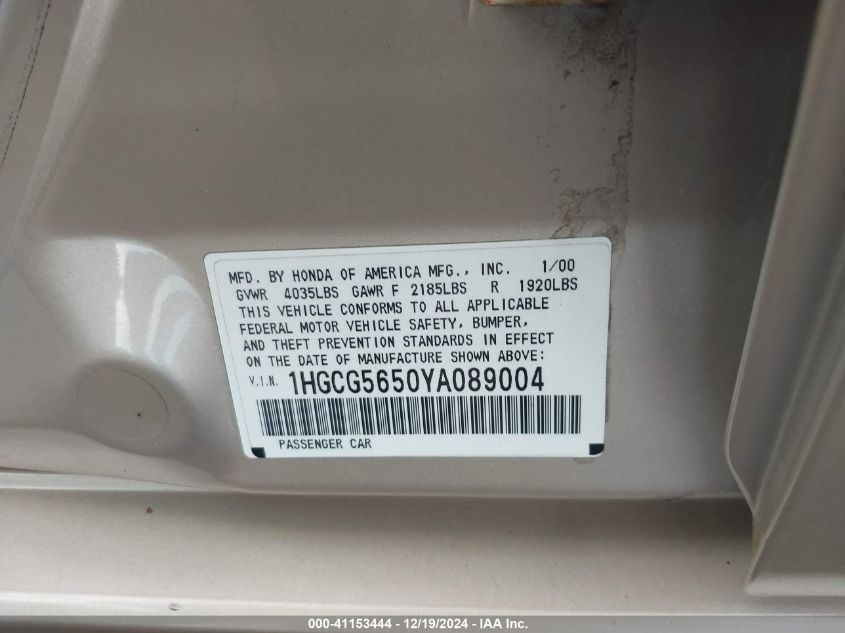 MFD. BY HONDA OF AMERICA MFG., INC. 1/00
GVWR 4035LBS GAWR F 2185LBS R 1920LBS
THIS VEHICLE CONFORMS TO ALL APPLICABLE
FEDERAL MOTOR VEHICLE SAFETY, BUMPER,
AND THEFT PREVENTION STANDARDS IN EFFECT
ON THE DATE OF MANUFACTURE SHOWN ABOVE:
V.I.N. 1HGCG5650YA089004
PASSENGER CAR
000-41153444 - 12/19/2024 - IAA Inc.